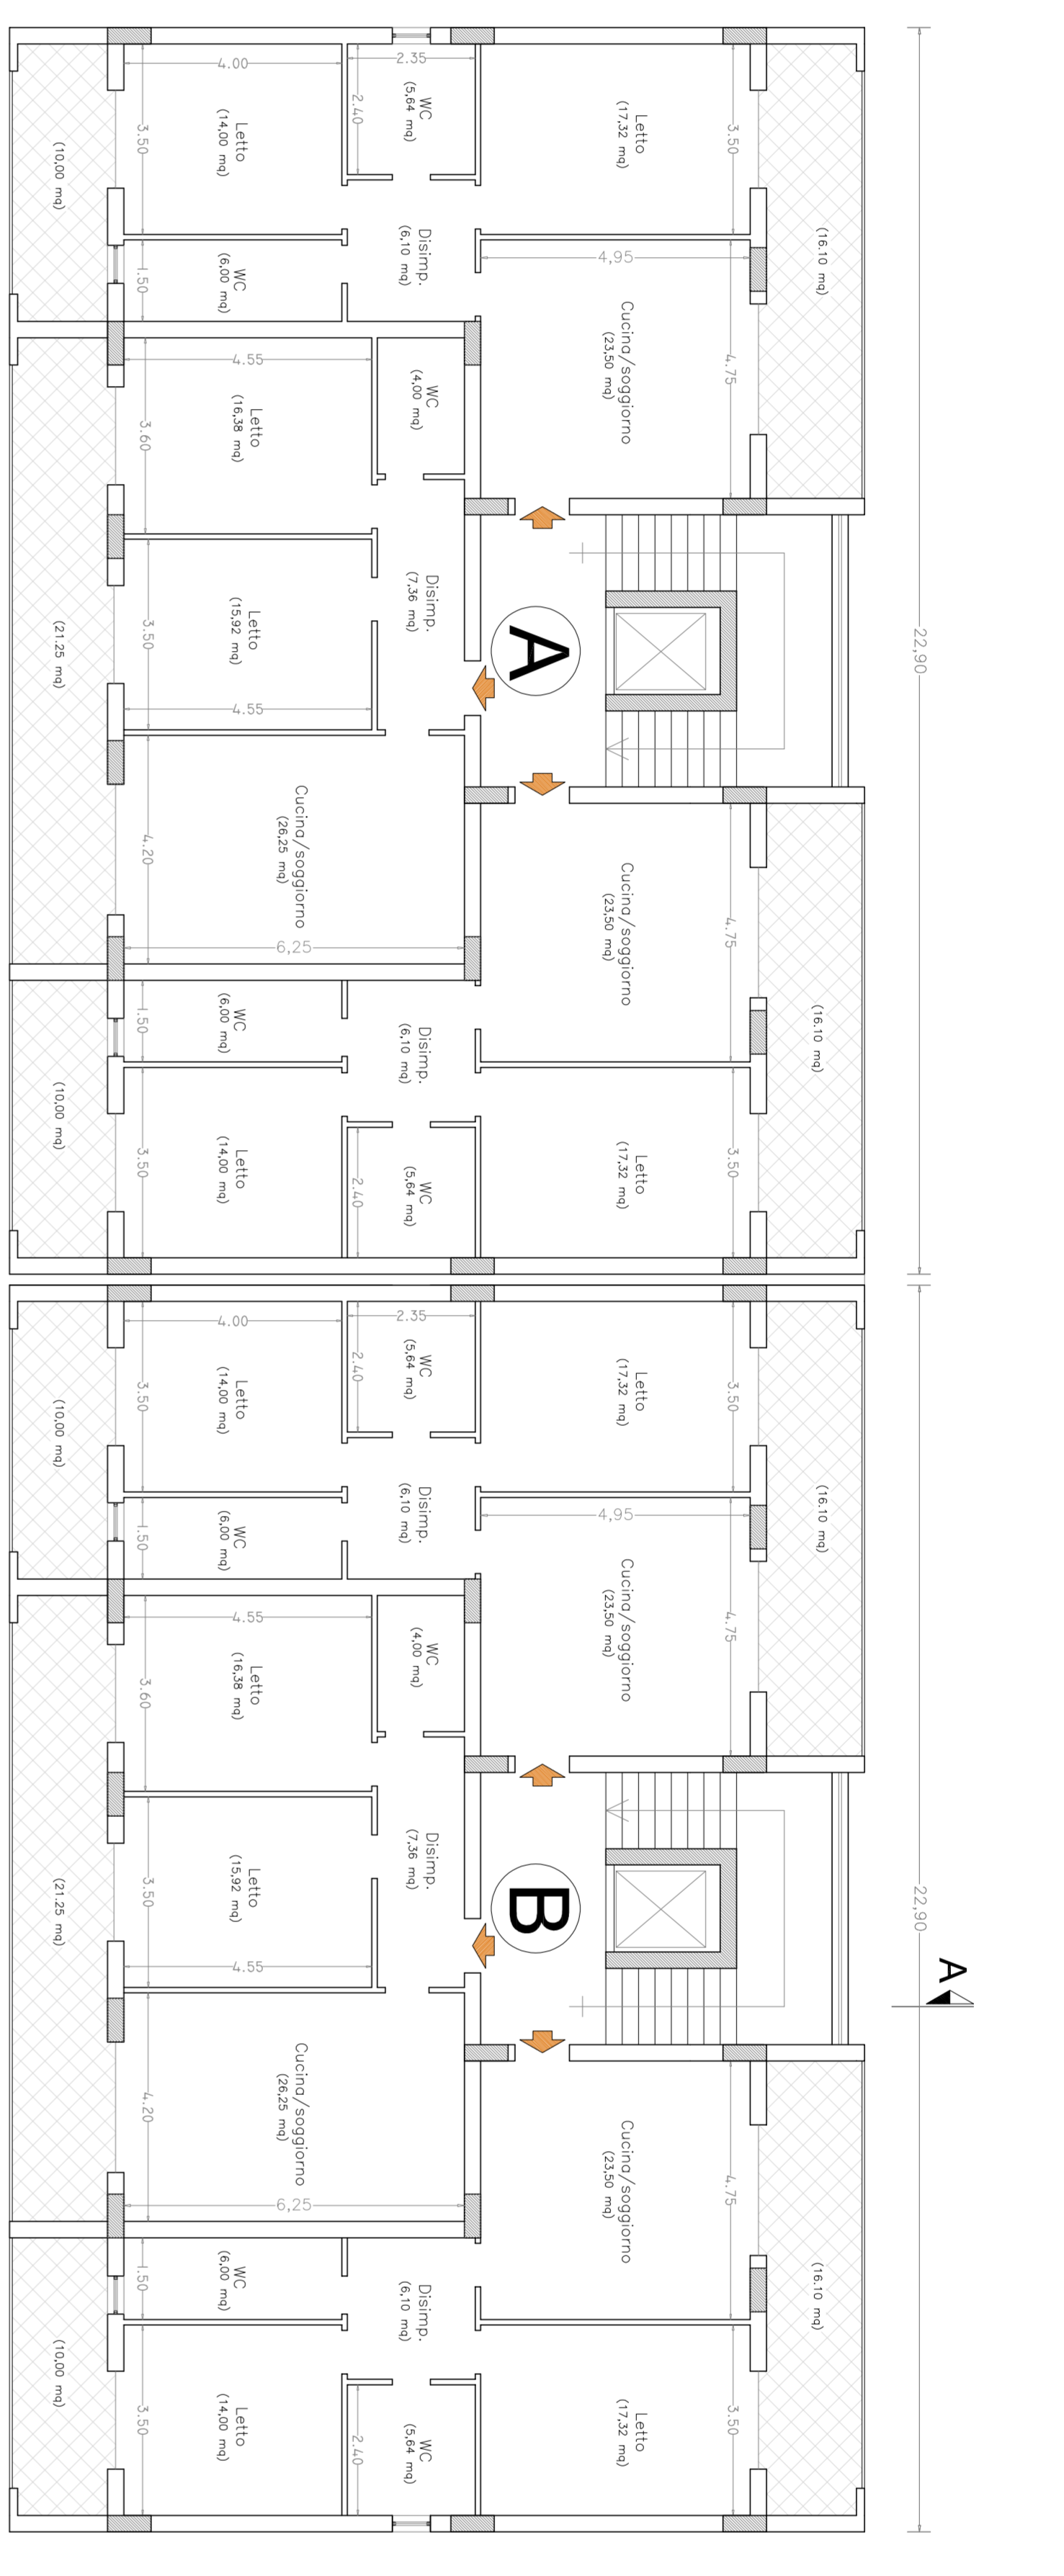 4.00
2.35
3.50
2.40
3.50
Letto
(14,00 mq)
WC
(5,64 mq)
Letto
(17,32 mq)
(10,00 mq)
(16.10 mq)
Disimp.
(6,10 mq)
WC
(6,00 mq)
1.50
4,95
Cucina/soggiorno
(23,50 mq)
4.75
4.55
WC
(4,00 mq)
Letto
(16,38 mq)
3.60
Disimp.
(7,36 mq)
Letto
(15,92 mq)
3.50
4.55
(21.25 mq)
A
22,90
Cucina/soggiorno
(26,25 mq)
4.20
6,25
Cucina/soggiorno
(23,50 mq)
4.75
WC
(6,00 mq)
1.50
Disimp.
(6,10 mq)
(16.10 mq)
(10,00 mq)
Letto
(14,00 mq)
3.50
WC
(5,64 mq)
2.40
Letto
(17,32 mq)
3.50
4.00
2.35
3.50
2.40
3.50
Letto
(14,00 mq)
WC
(5,64 mq)
Letto
(17,32 mq)
(10,00 mq)
(16.10 mq)
Disimp.
(6,10 mq)
WC
(6,00 mq)
1.50
4,95
Cucina/soggiorno
(23,50 mq)
4.75
4.55
WC
(4,00 mq)
Letto
(16,38 mq)
3.60
Disimp.
(7,36 mq)
Letto
(15,92 mq)
3.50
4.55
(21.25 mq)
B
22,90
A
Cucina/soggiorno
(26,25 mq)
4.20
6,25
Cucina/soggiorno
(23,50 mq)
4.75
WC
(6,00 mq)
1.50
Disimp.
(6,10 mq)
(16.10 mq)
(10,00 mq)
Letto
(14,00 mq)
3.50
WC
(5,64 mq)
2.40
Letto
(17,32 mq)
3.50